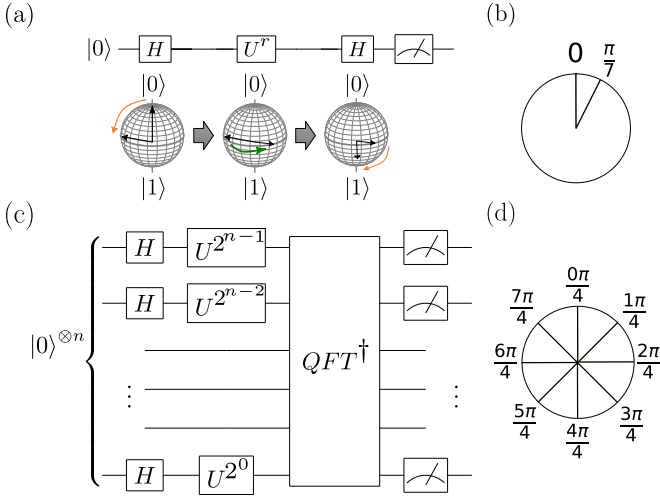 (a)
|0⟩ H U^r H
|0⟩ |0⟩ |0⟩
|1⟩ |1⟩ |1⟩
(b)
0 π/7
(c)
H U^{2^{n−1}}
H U^{2^{n−2}}
|0⟩^{⊗n} QFT^†
⋮ ⋮
H U^{2^0}
(d)
0π/4
7π/4 1π/4
6π/4 2π/4
5π/4 3π/4
4π/4